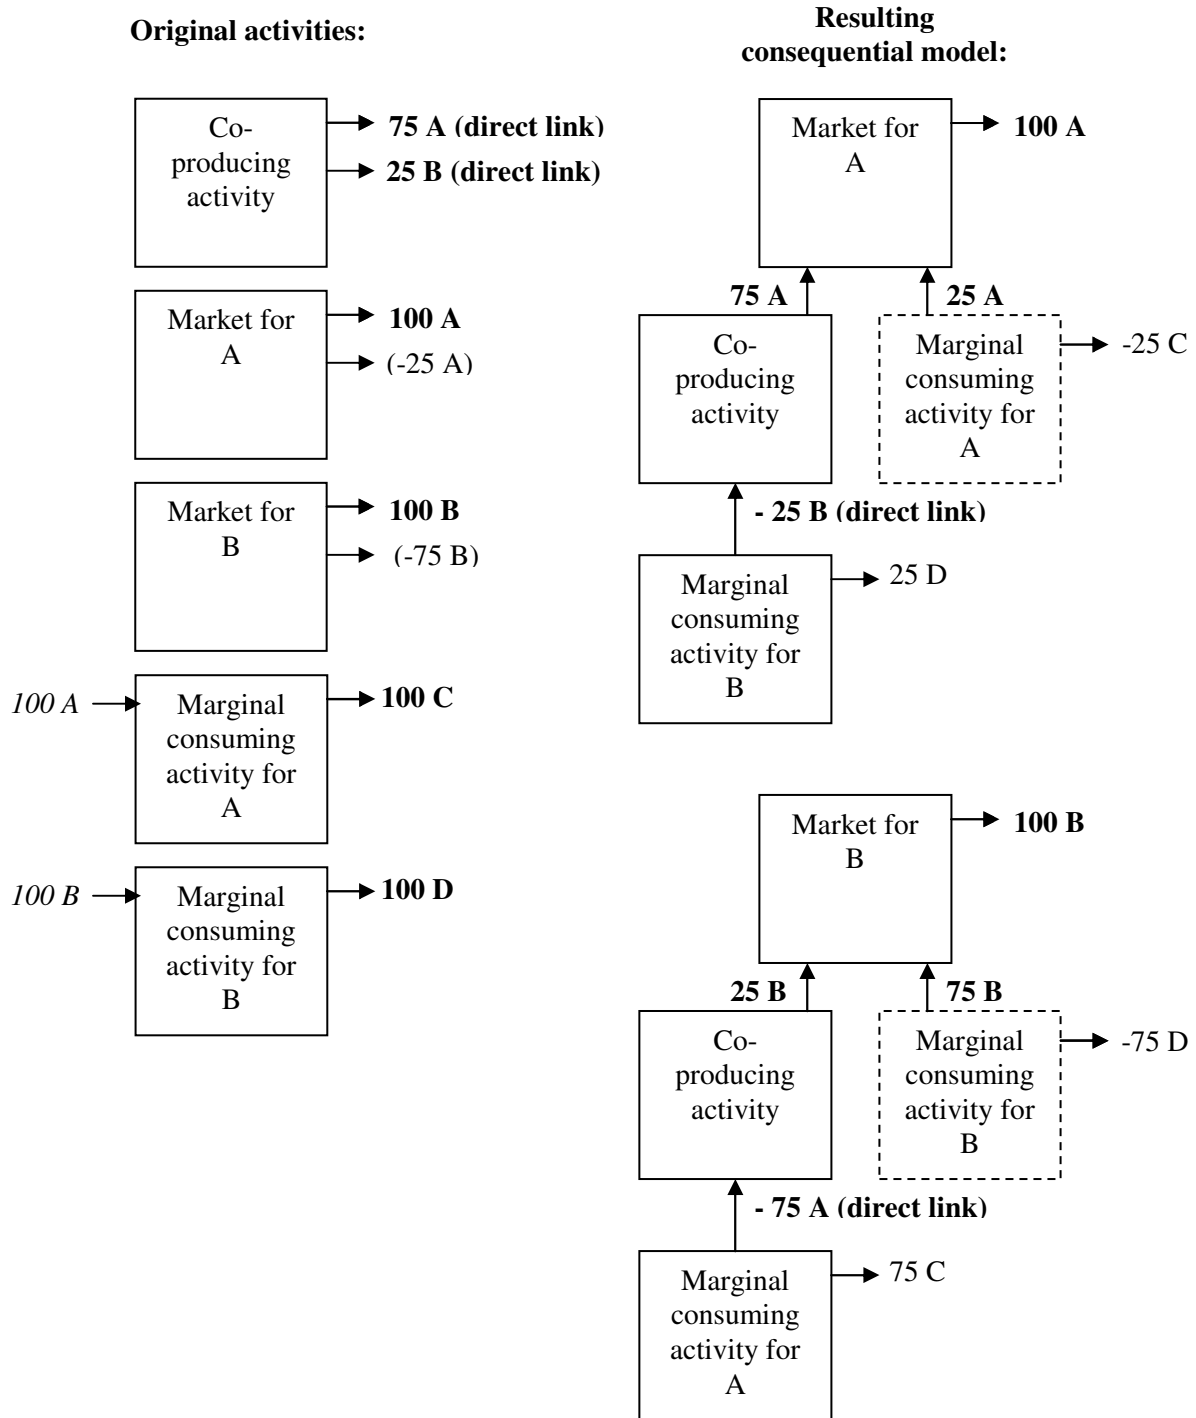 Original activities:
Co-
producing
activity
75 A (direct link)
25 B (direct link)
Market for
A
100 A
(-25 A)
Market for
B
100 B
(-75 B)
100 A
Marginal
consuming
activity for
A
100 C
100 B
Marginal
consuming
activity for
B
100 D
Resulting
consequential model:
Market for
A
100 A
75 A
25 A
Co-
producing
activity
Marginal
consuming
activity for
A
-25 C
- 25 B (direct link)
Marginal
consuming
activity for
B
25 D
Market for
B
100 B
25 B
75 B
Co-
producing
activity
Marginal
consuming
activity for
B
-75 D
- 75 A (direct link)
Marginal
consuming
activity for
A
75 C